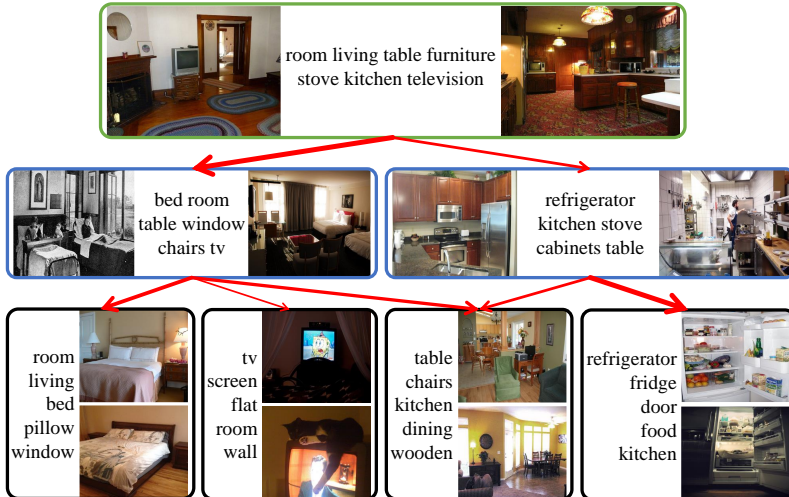 room living table furniture
stove kitchen television
bed room
table window
chairs tv
refrigerator
kitchen stove
cabinets table
room
living
bed
pillow
window
tv
screen
flat
room
wall
table
chairs
kitchen
dining
wooden
refrigerator
fridge
door
food
kitchen